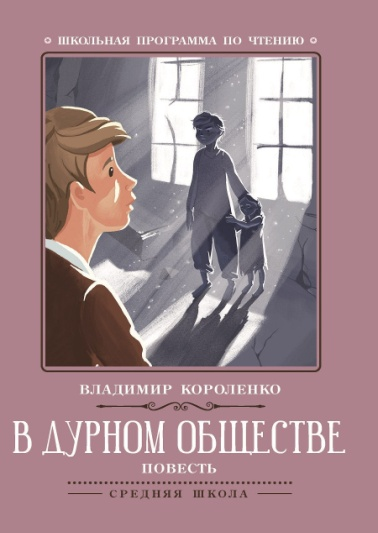 ШКОЛЬНАЯ ПРОГРАММА ПО ЧТЕНИЮ
ВЛАДИМИР КОРОЛЕНКО
В ДУРНОМ ОБЩЕСТВЕ
ПОВЕСТЬ
СРЕДНЯЯ ШКОЛА